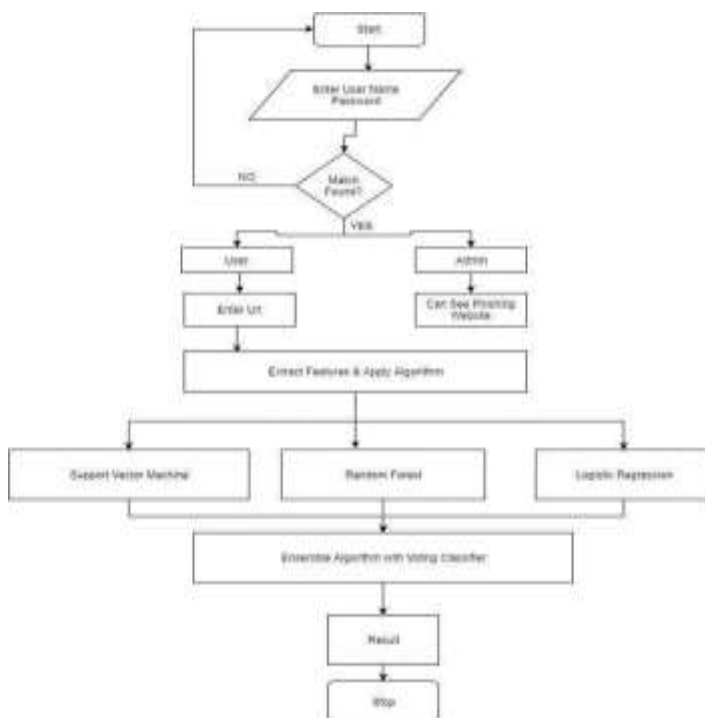 Start
Enter User Name
Password
Match
Found?
NO
YES
User
Admin
Enter Url
Can See Phishing
Website
Extract Features & Apply Algorithm
Support Vector Machine
Random Forest
Logistic Regression
Ensemble Algorithm with Voting Classifier
Result
Stop